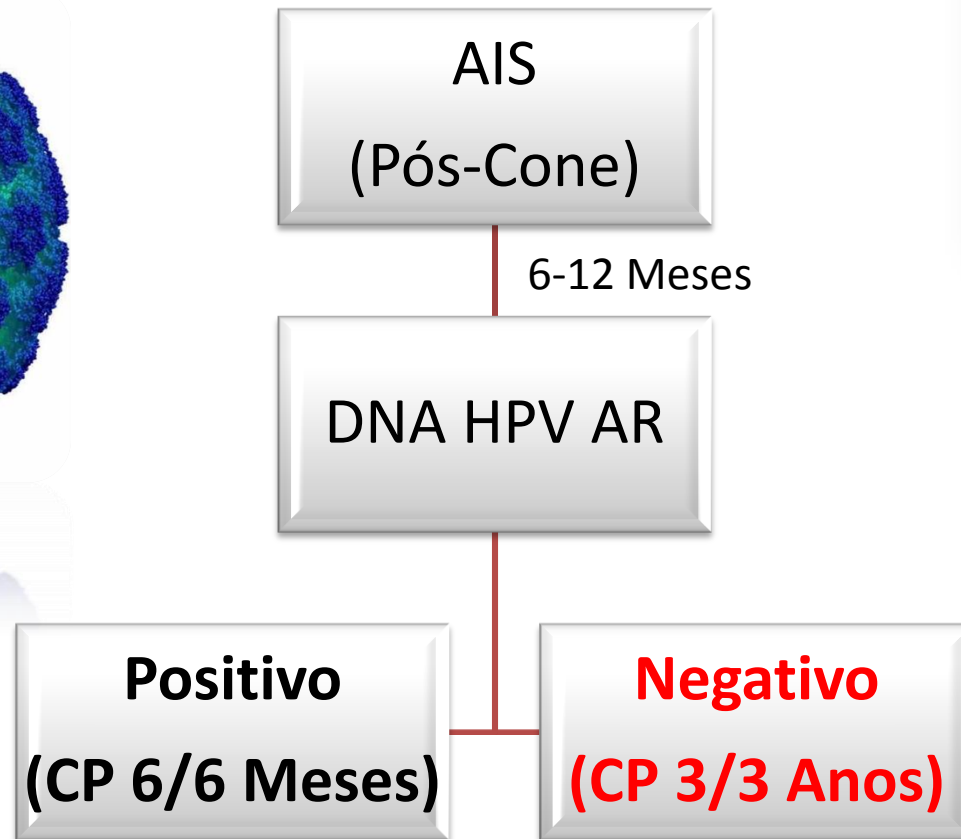 AIS
(Pós-Cone)
6-12 Meses
DNA HPV AR
Positivo
(CP 6/6 Meses)
Negativo
(CP 3/3 Anos)